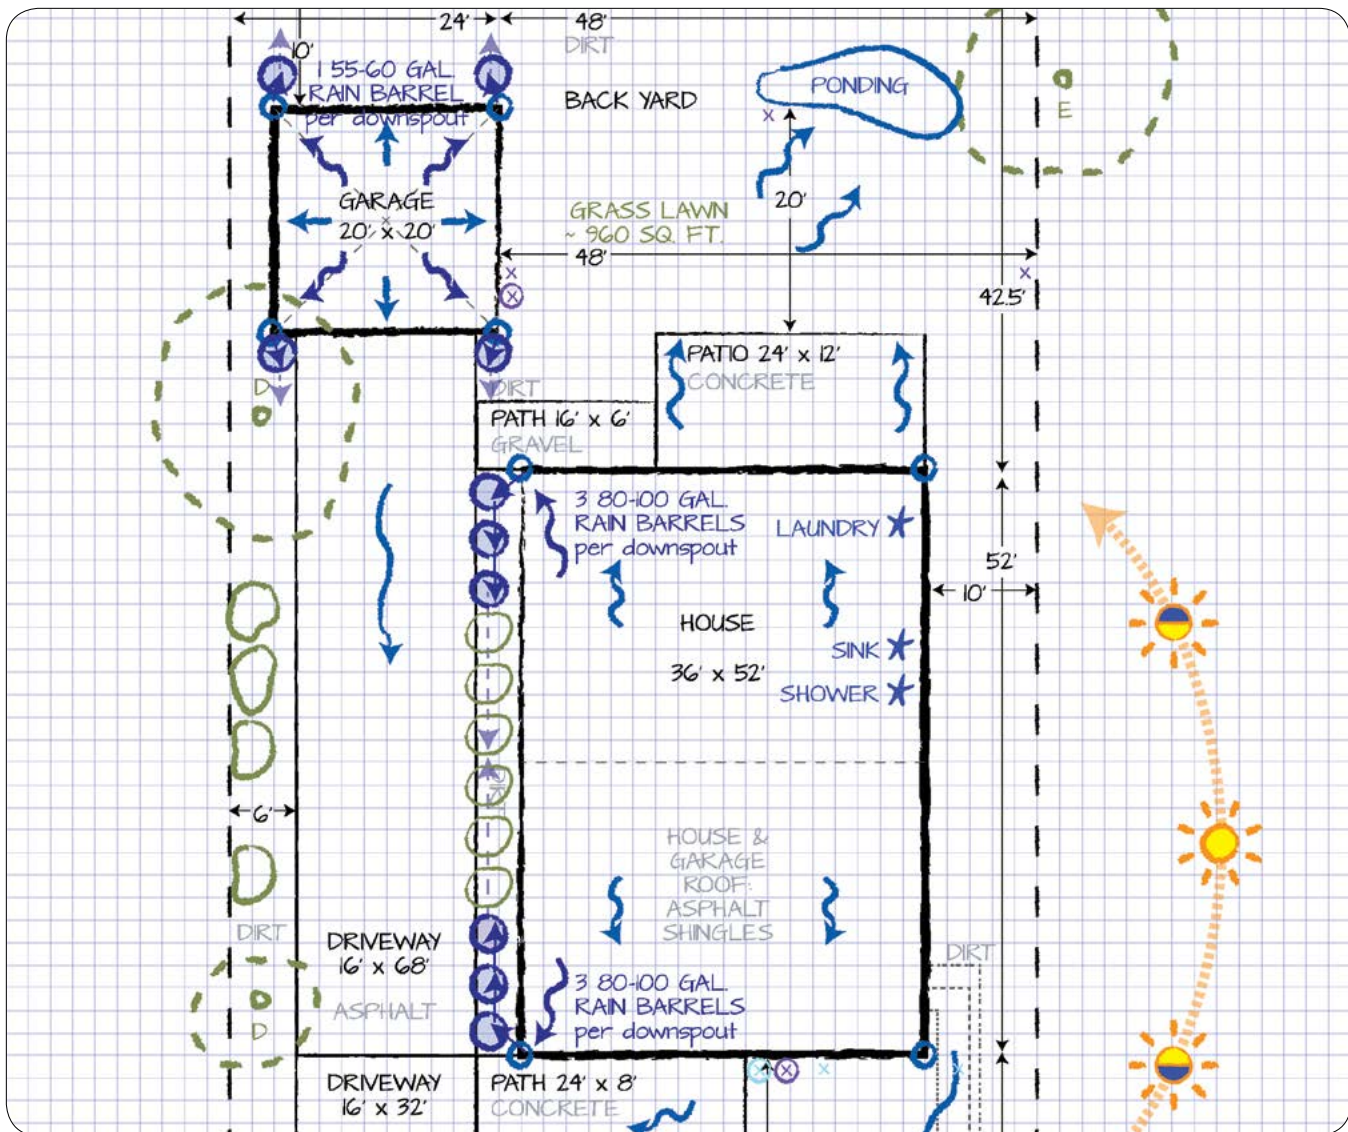 24'
48'
DIRT
10'
1 55-60 GAL.
RAIN BARREL
per downspout
BACK YARD
PONDING
E
GARAGE
20' x 20'
20'
GRASS LAWN
~ 960 SQ. FT.
48'
x
x
x
x
42.5'
PATIO 24' x 12'
CONCRETE
D
DIRT
PATH 16' x 6'
GRAVEL
3 80-100 GAL.
RAIN BARRELS
per downspout
LAUNDRY
52'
10'
HOUSE
36' x 52'
SINK
SHOWER
DIRT
6'
HOUSE &
GARAGE
ROOF:
ASPHALT
SHINGLES
DIRT
DRIVEWAY
16' x 68'
ASPHALT
DIRT
D
3 80-100 GAL.
RAIN BARRELS
per downspout
x
x
x
x
DRIVEWAY
16' x 32'
PATH 24' x 8'
CONCRETE